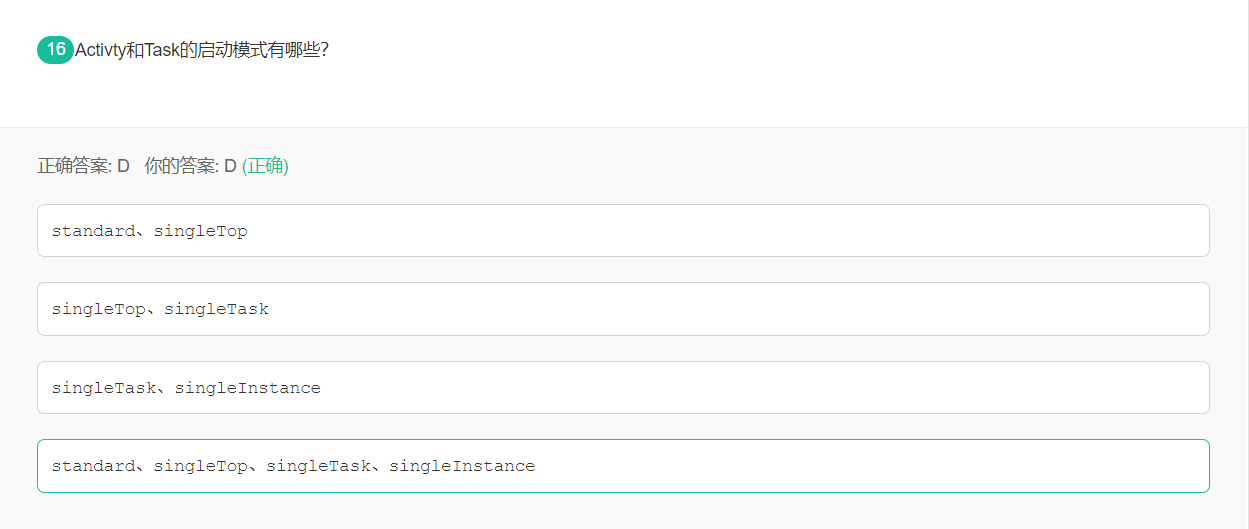 16 Activty和Task的启动模式有哪些?
正确答案: D 你的答案: D (正确)
standard、singleTop
singleTop、singleTask
singleTask、singleInstance
standard、singleTop、singleTask、singleInstance